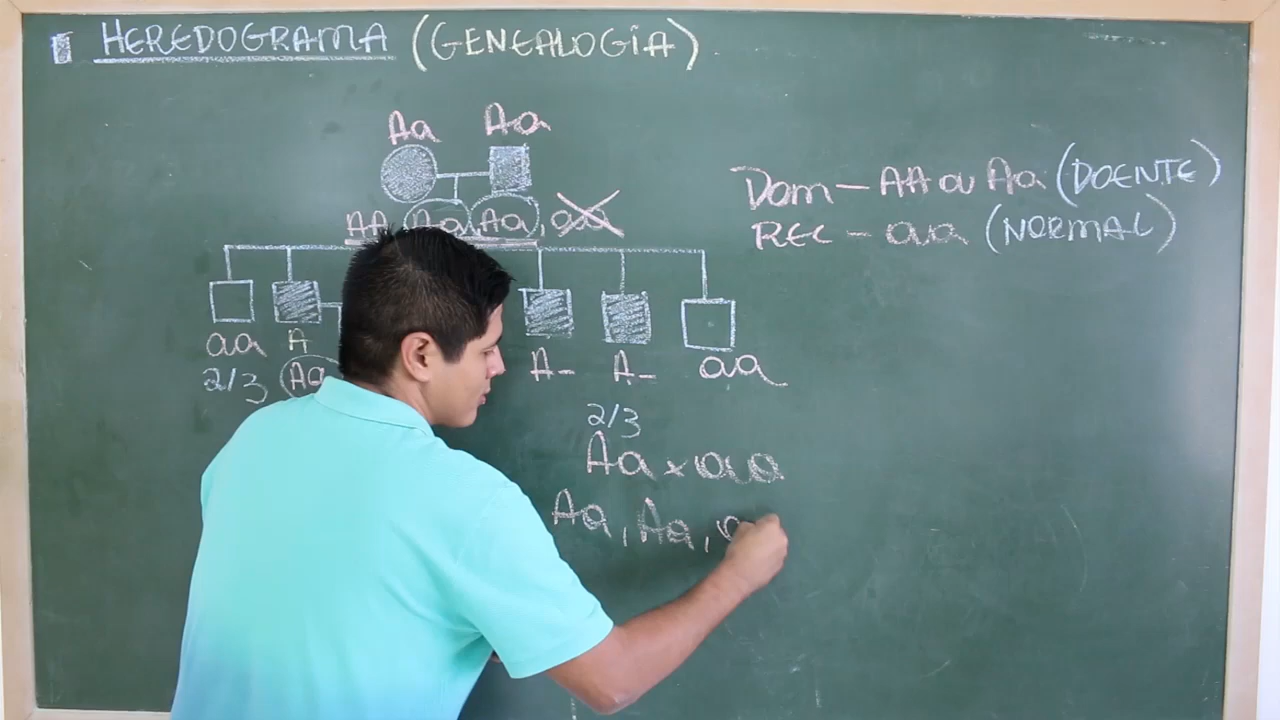 HEREDOGRAMA (GENEALOGIA)
Aa Aa
Dom - AA ou Aa (DOENTE)
REC - aa (NORMAL)
AA, Aa, Aa, aa
aa A A- A- aa
2/3 Aa
2/3
Aa x aa
Aa, Aa,